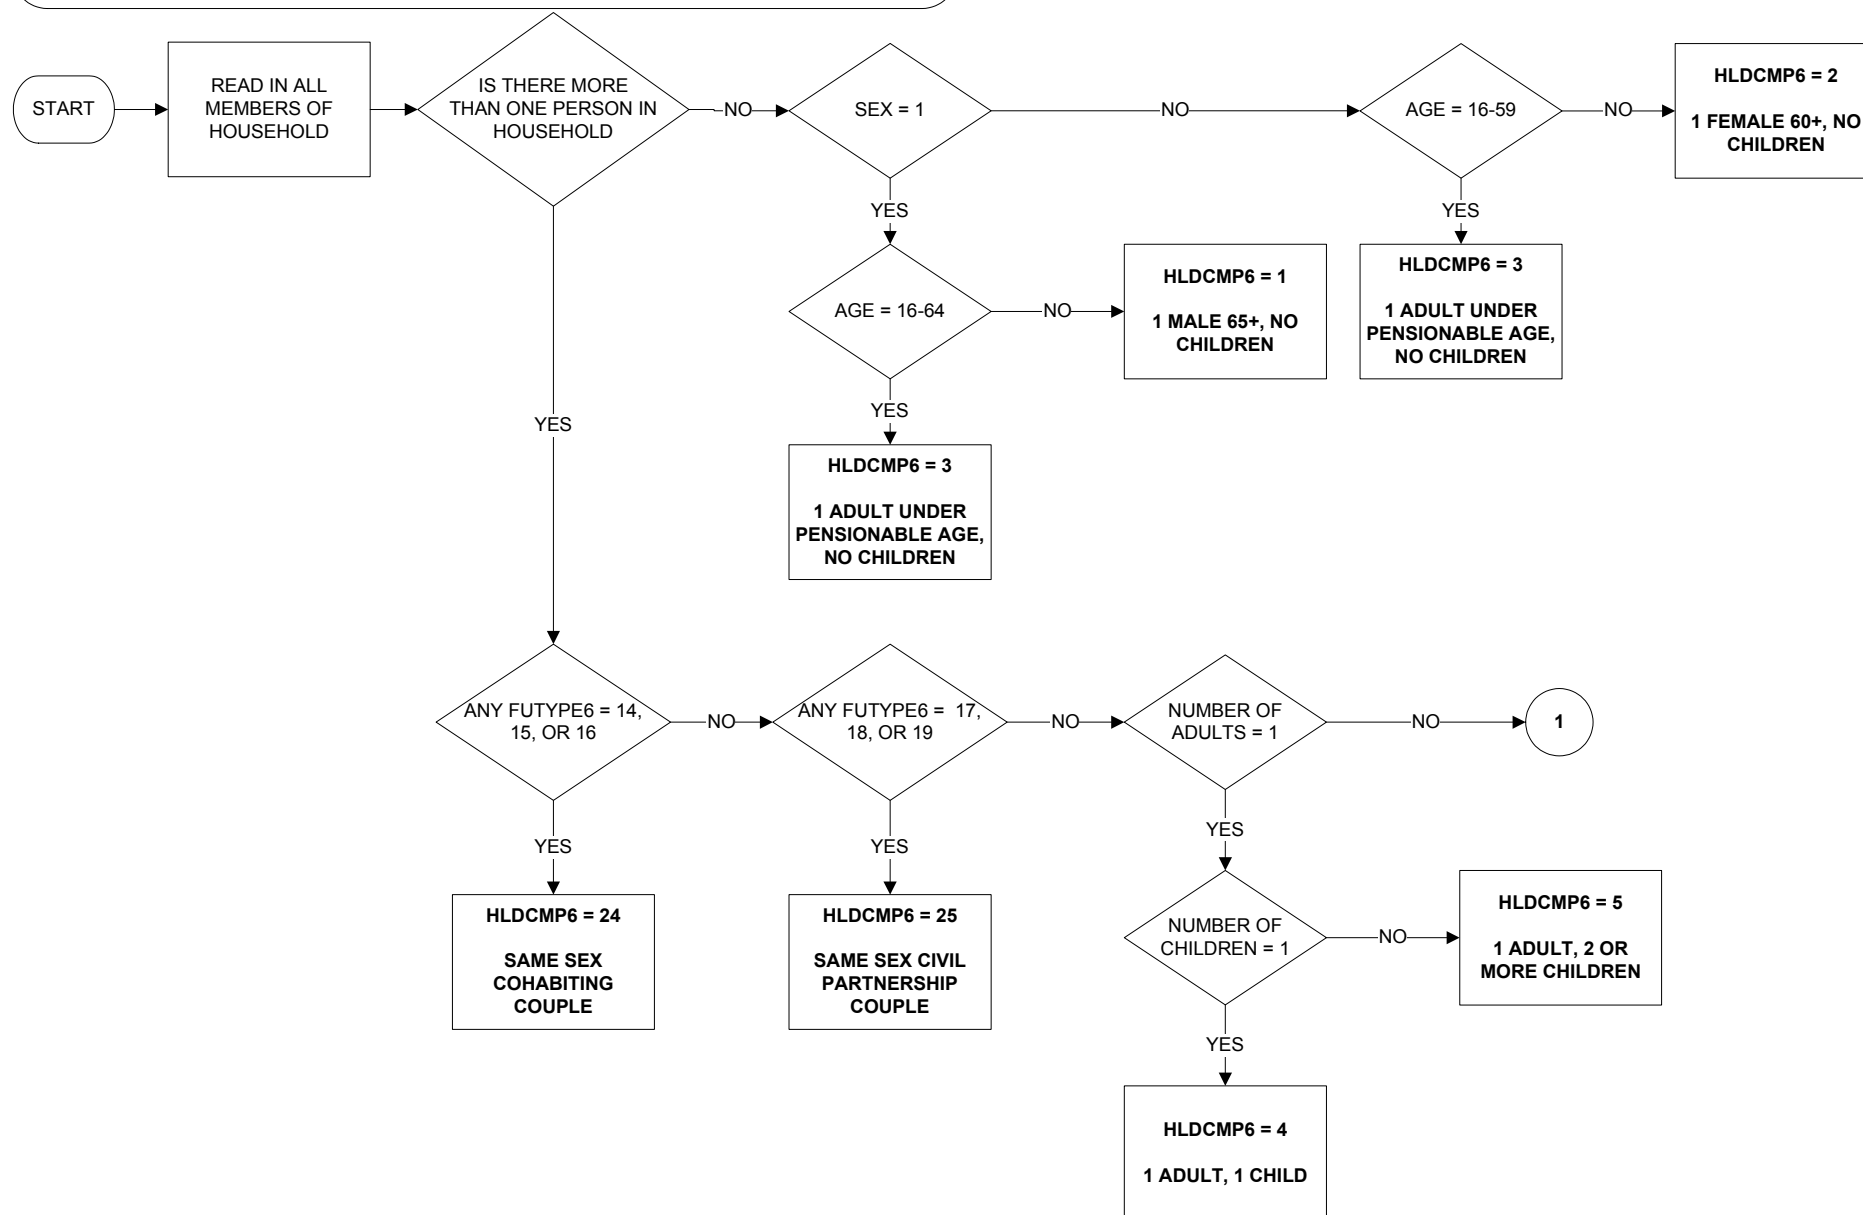 START
READ IN ALL
MEMBERS OF
HOUSEHOLD
IS THERE MORE
THAN ONE PERSON IN
HOUSEHOLD
NO
SEX = 1
NO
AGE = 16-59
NO
HLDCMP6 = 2
1 FEMALE 60+, NO
CHILDREN
YES
YES
AGE = 16-64
NO
HLDCMP6 = 1
1 MALE 65+, NO
CHILDREN
HLDCMP6 = 3
1 ADULT UNDER
PENSIONABLE AGE,
NO CHILDREN
YES
YES
HLDCMP6 = 3
1 ADULT UNDER
PENSIONABLE AGE,
NO CHILDREN
ANY FUTYPE6 = 14,
15, OR 16
NO
ANY FUTYPE6 = 17,
18, OR 19
NO
NUMBER OF
ADULTS = 1
NO
1
YES
YES
YES
HLDCMP6 = 24
SAME SEX
COHABITING
COUPLE
HLDCMP6 = 25
SAME SEX CIVIL
PARTNERSHIP
COUPLE
NUMBER OF
CHILDREN = 1
NO
HLDCMP6 = 5
1 ADULT, 2 OR
MORE CHILDREN
YES
HLDCMP6 = 4
1 ADULT, 1 CHILD